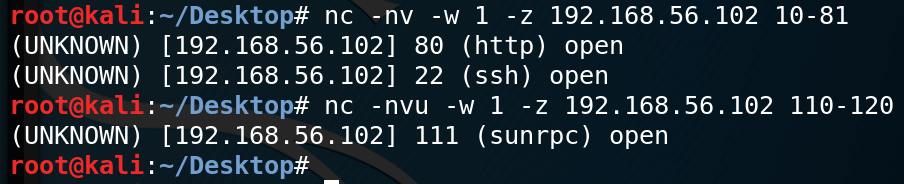 root@kali:~/Desktop# nc -nv -w 1 -z 192.168.56.102 10-81
(UNKNOWN) [192.168.56.102] 80 (http) open
(UNKNOWN) [192.168.56.102] 22 (ssh) open
root@kali:~/Desktop# nc -nvu -w 1 -z 192.168.56.102 110-120
(UNKNOWN) [192.168.56.102] 111 (sunrpc) open
root@kali:~/Desktop#